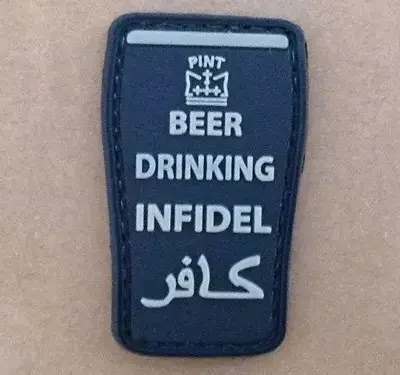 PINT
BEER
DRINKING
INFIDEL
كافر